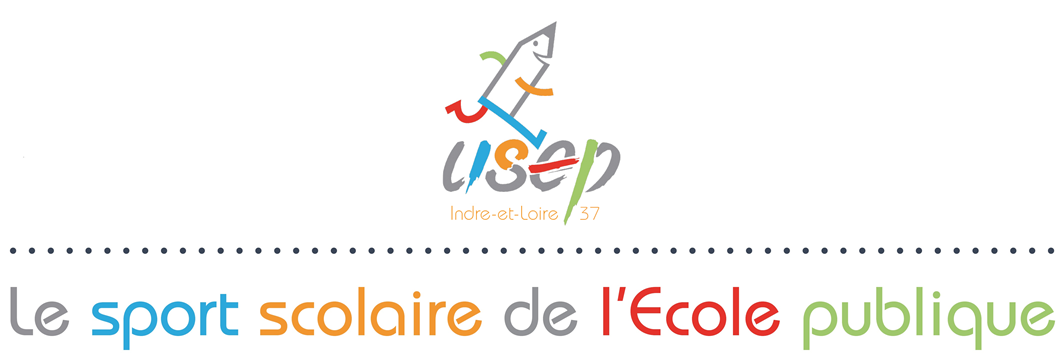 usep
Indre-et-Loire 37
Le sport scolaire de l'Ecole publique